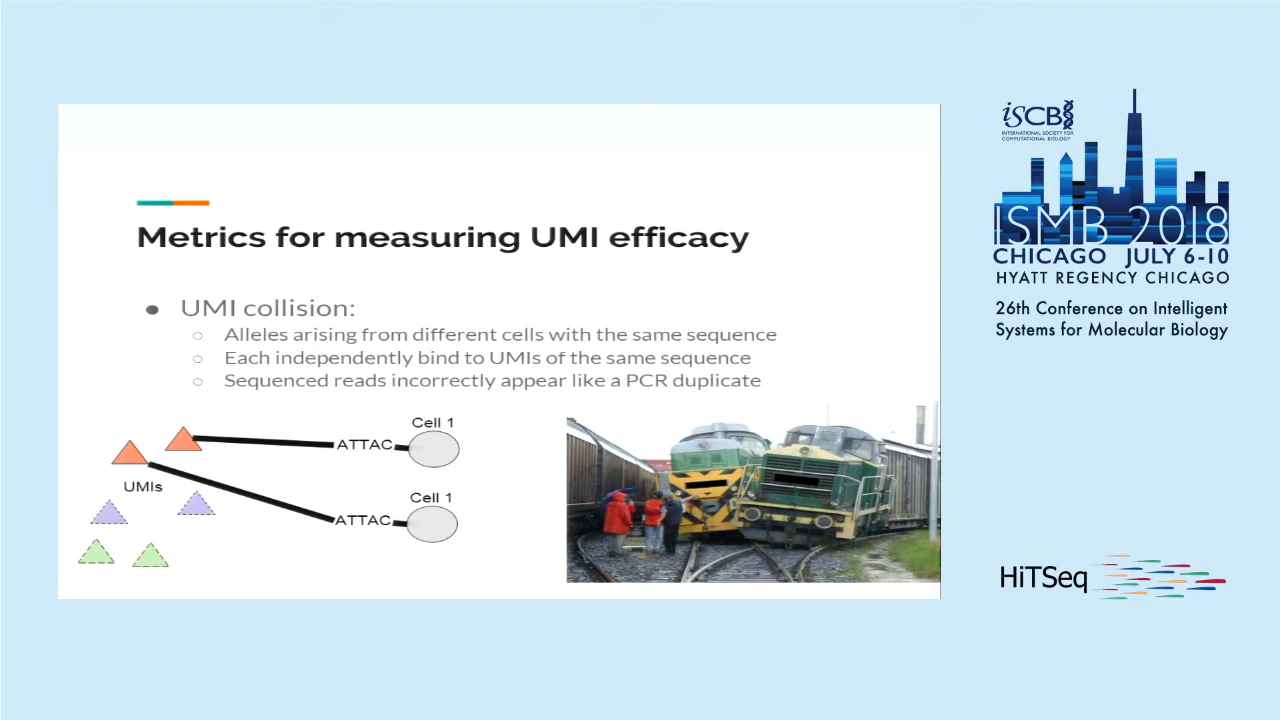 Metrics for measuring UMI efficacy
● UMI collision:
○ Alleles arising from different cells with the same sequence
○ Each independently bind to UMIs of the same sequence
○ Sequenced reads incorrectly appear like a PCR duplicate
Cell 1
ATTAC
UMIs
Cell 1
ATTAC
iSCB
INTERNATIONAL SOCIETY FOR
COMPUTATIONAL BIOLOGY
ISMB 2018
CHICAGO JULY 6-10
HYATT REGENCY CHICAGO
26th Conference on Intelligent
Systems for Molecular Biology
HiTSeq